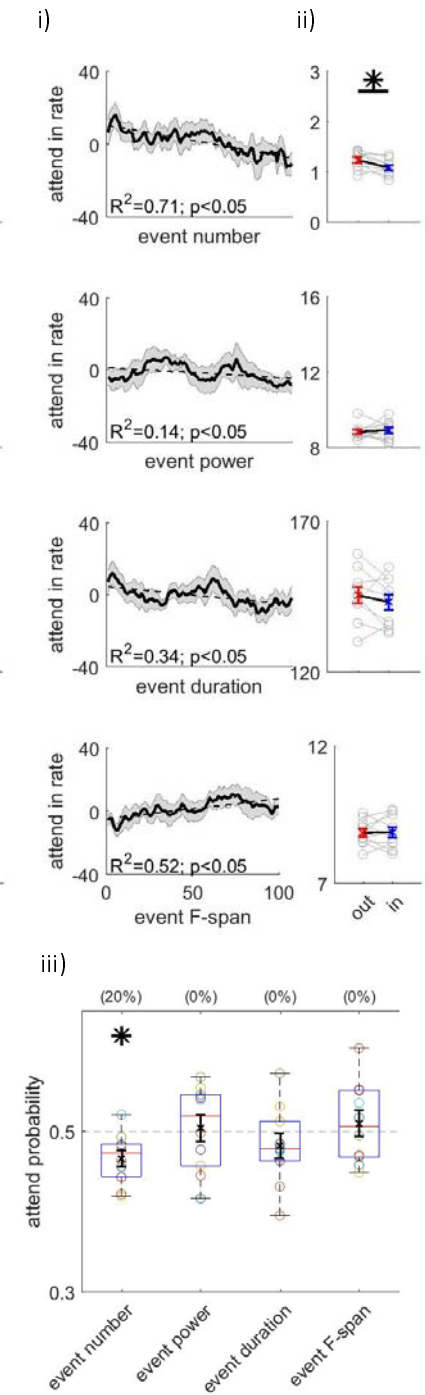 i)
ii)
attend in rate
40
0
-40
R²=0.71; p<0.05
event number
3
2
1
0
attend in rate
40
0
-40
R²=0.14; p<0.05
event power
16
12
8
attend in rate
40
0
-40
R²=0.34; p<0.05
event duration
170
120
attend in rate
40
0
-40
R²=0.52; p<0.05
0
50
100
event F-span
12
7
out
in
iii)
(20%)
(0%)
(0%)
(0%)
attend probability
0.5
0.3
event number
event power
event duration
event F-span